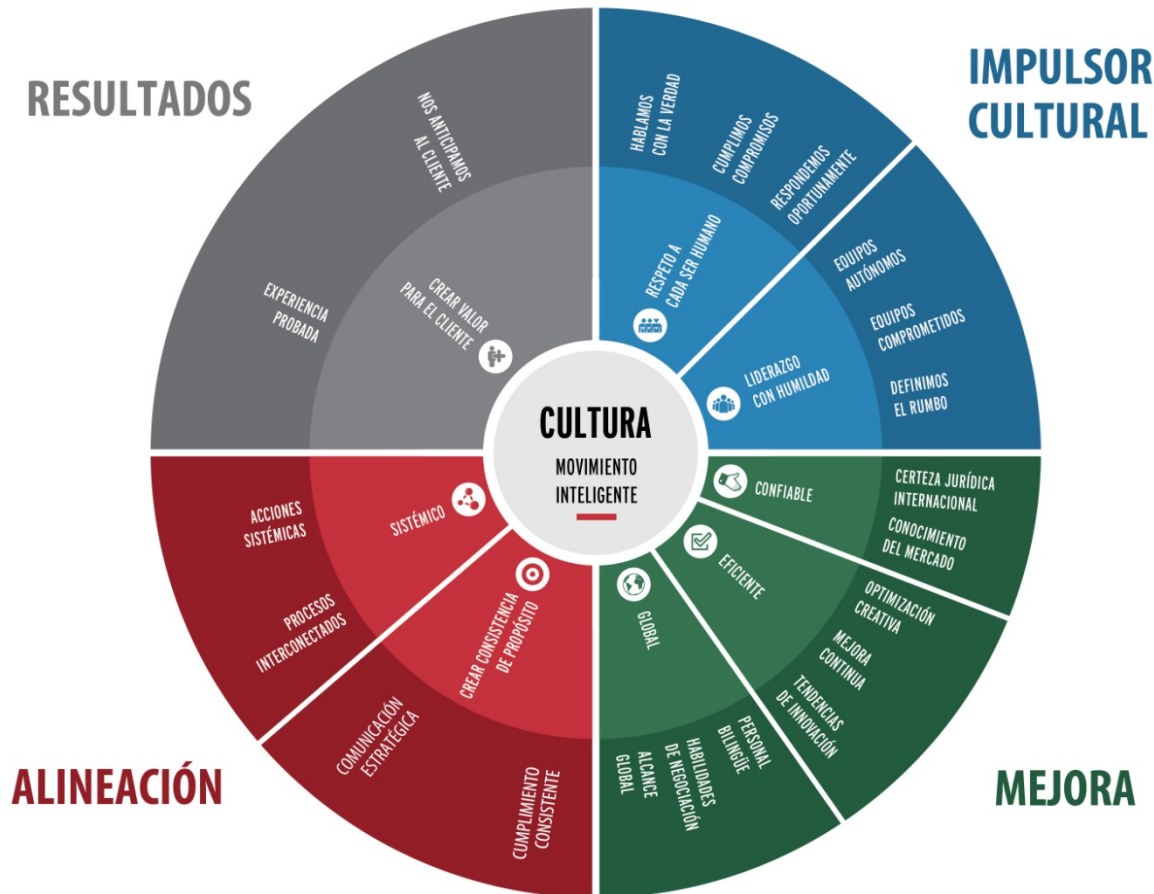 RESULTADOS
NOS ANTICIPAMOS
AL CLIENTE
EXPERIENCIA
PROBADA
CREAR VALOR
PARA EL CLIENTE
IMPULSOR
CULTURAL
HABLAMOS
CON LA VERDAD
CUMPLIMOS
COMPROMISOS
RESPONDEMOS
OPORTUNAMENTE
RESPETO A
CADA SER HUMANO
EQUIPOS
AUTÓNOMOS
EQUIPOS
COMPROMETIDOS
DEFINIMOS
EL RUMBO
LIDERAZGO
CON HUMILDAD
CULTURA
MOVIMIENTO
INTELIGENTE
CONFIABLE
CERTEZA JURÍDICA
INTERNACIONAL
CONOCIMIENTO
DEL MERCADO
EFICIENTE
OPTIMIZACIÓN
CREATIVA
MEJORA
CONTINUA
TENDENCIAS
DE INNOVACIÓN
GLOBAL
PERSONAL
BILINGÜE
HABILIDADES
DE NEGOCIACIÓN
ALCANCE
GLOBAL
MEJORA
SISTÉMICO
ACCIONES
SISTÉMICAS
PROCESOS
INTERCONECTADOS
CREAR CONSISTENCIA
DE PROPÓSITO
COMUNICACIÓN
ESTRATÉGICA
CUMPLIMIENTO
CONSISTENTE
ALINEACIÓN